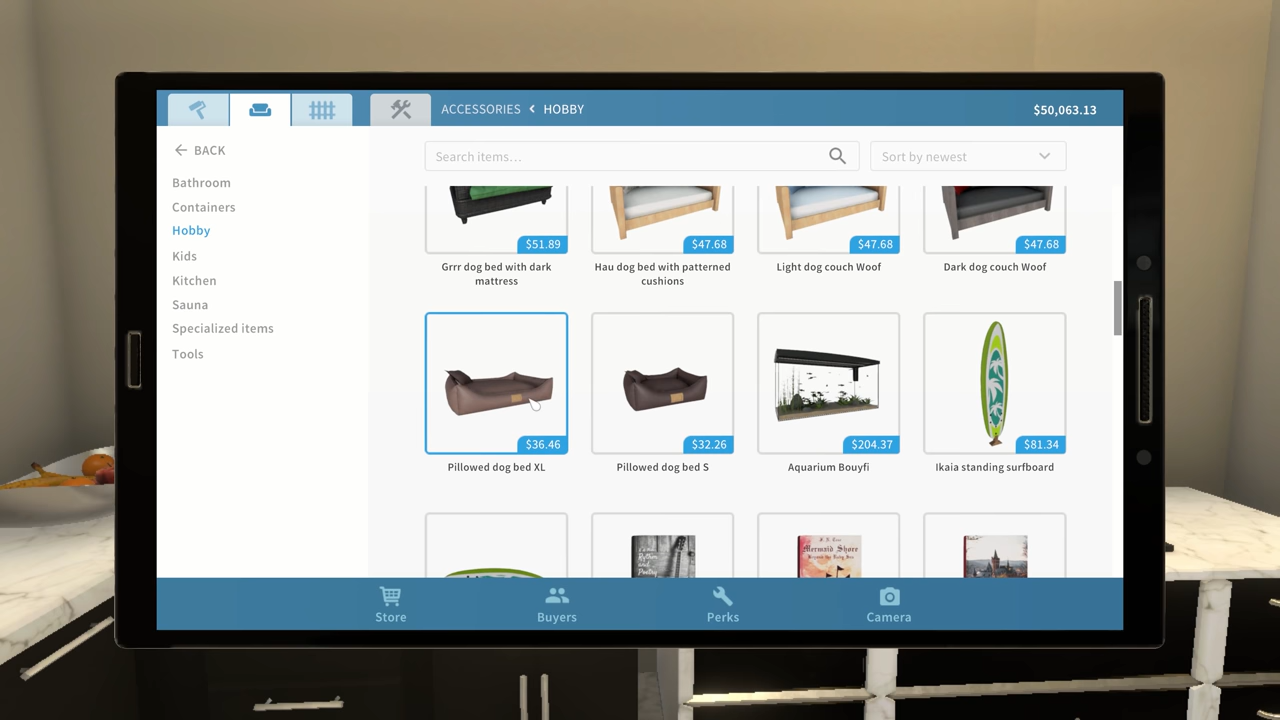 ACCESSORIES < HOBBY
$50,063.13
BACK
Search items...
Sort by newest
Bathroom
Containers
Hobby
Kids
Kitchen
Sauna
Specialized items
Tools
$51.89
$47.68
$47.68
$47.68
Grrr dog bed with dark
mattress
Hau dog bed with patterned
cushions
Light dog couch Woof
Dark dog couch Woof
$36.46
$32.26
$204.37
$81.34
Pillowed dog bed XL
Pillowed dog bed S
Aquarium Bouyfi
Ikaia standing surfboard
Mermaid Shore
Store
Buyers
Perks
Camera